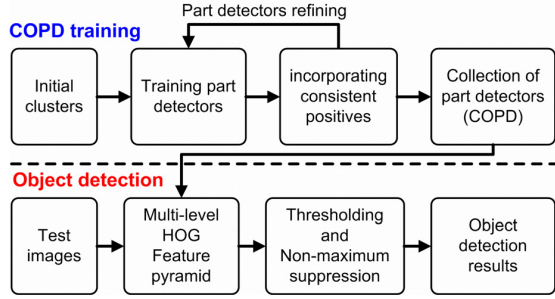 Part detectors refining
COPD training
Initial
clusters
Training part
detectors
incorporating
consistent
positives
Collection of
part detectors
(COPD)
Object detection
Test
images
Multi-level
HOG
Feature
pyramid
Thresholding
and
Non-maximum
suppression
Object
detection
results